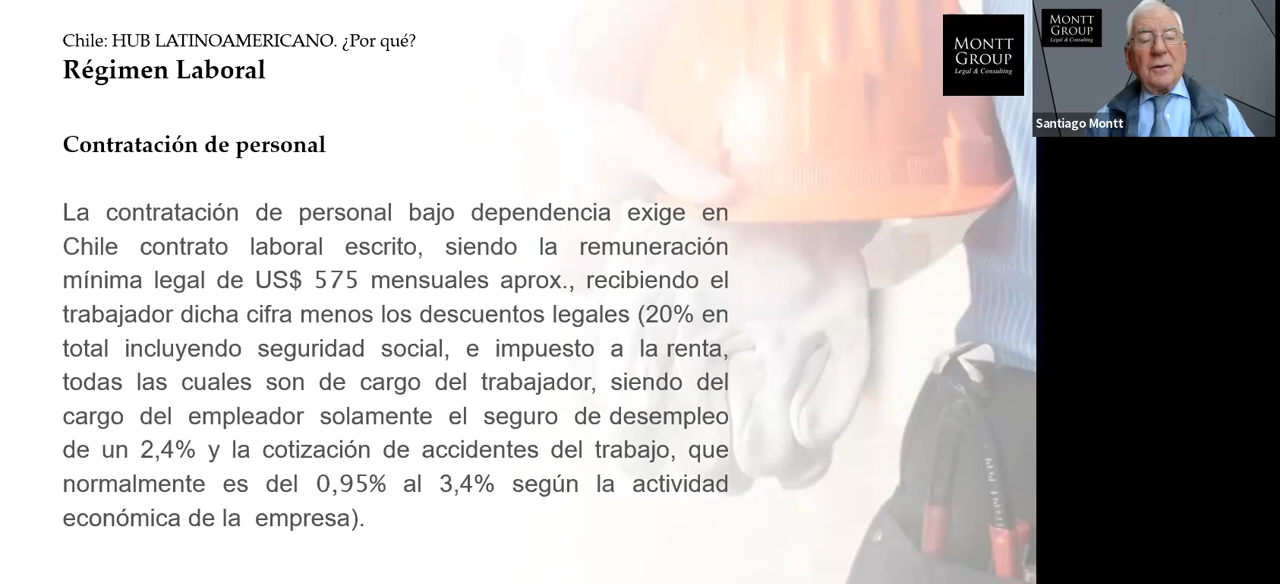 Chile: HUB LATINOAMERICANO. ¿Por qué?
Régimen Laboral
Contratación de personal
La contratación de personal bajo dependencia exige en
Chile contrato laboral escrito, siendo la remuneración
mínima legal de US$ 575 mensuales aprox., recibiendo el
trabajador dicha cifra menos los descuentos legales (20% en
total incluyendo seguridad social, e impuesto a la renta,
todas las cuales son de cargo del trabajador, siendo del
cargo del empleador solamente el seguro de desempleo
de un 2,4% y la cotización de accidentes del trabajo, que
normalmente es del 0,95% al 3,4% según la actividad
económica de la empresa).
MONTT
GROUP
Legal & Consulting
MONTT
GROUP
Legal & Consulting
Santiago Montt